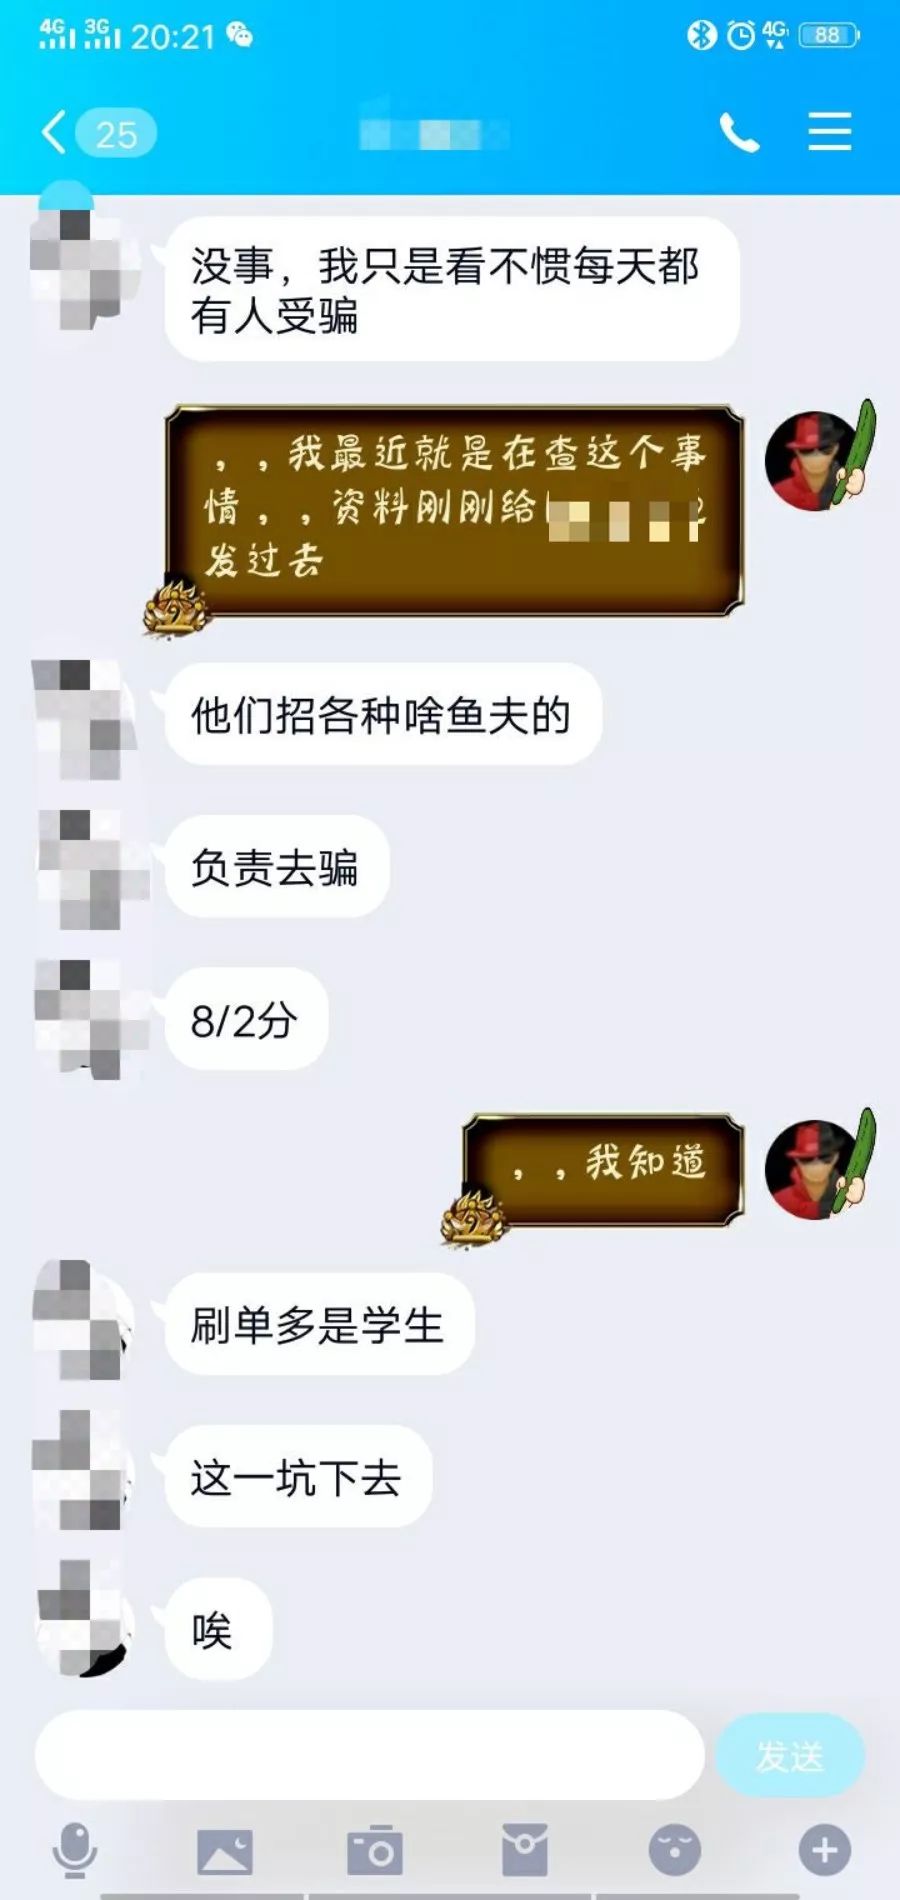 4G 3G 20:21 4G 88
25
没事，我只是看不惯每天都
有人受骗
，，我最近就是在查这个事
情，，资料刚刚给
发过去
他们招各种啥鱼夫的
负责去骗
8/2分
，，我知道
刷单多是学生
这一坑下去
唉
发送